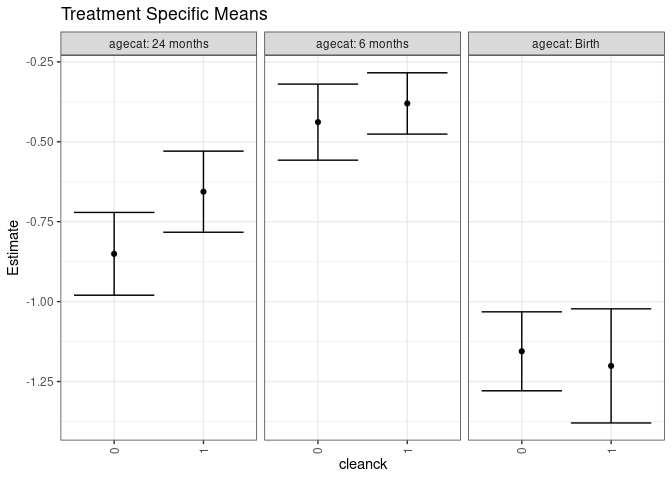 Treatment Specific Means
agecat: 24 months
agecat: 6 months
agecat: Birth
Estimate
-0.25
-0.50
-0.75
-1.00
-1.25
0
1
0
1
0
1
cleanck